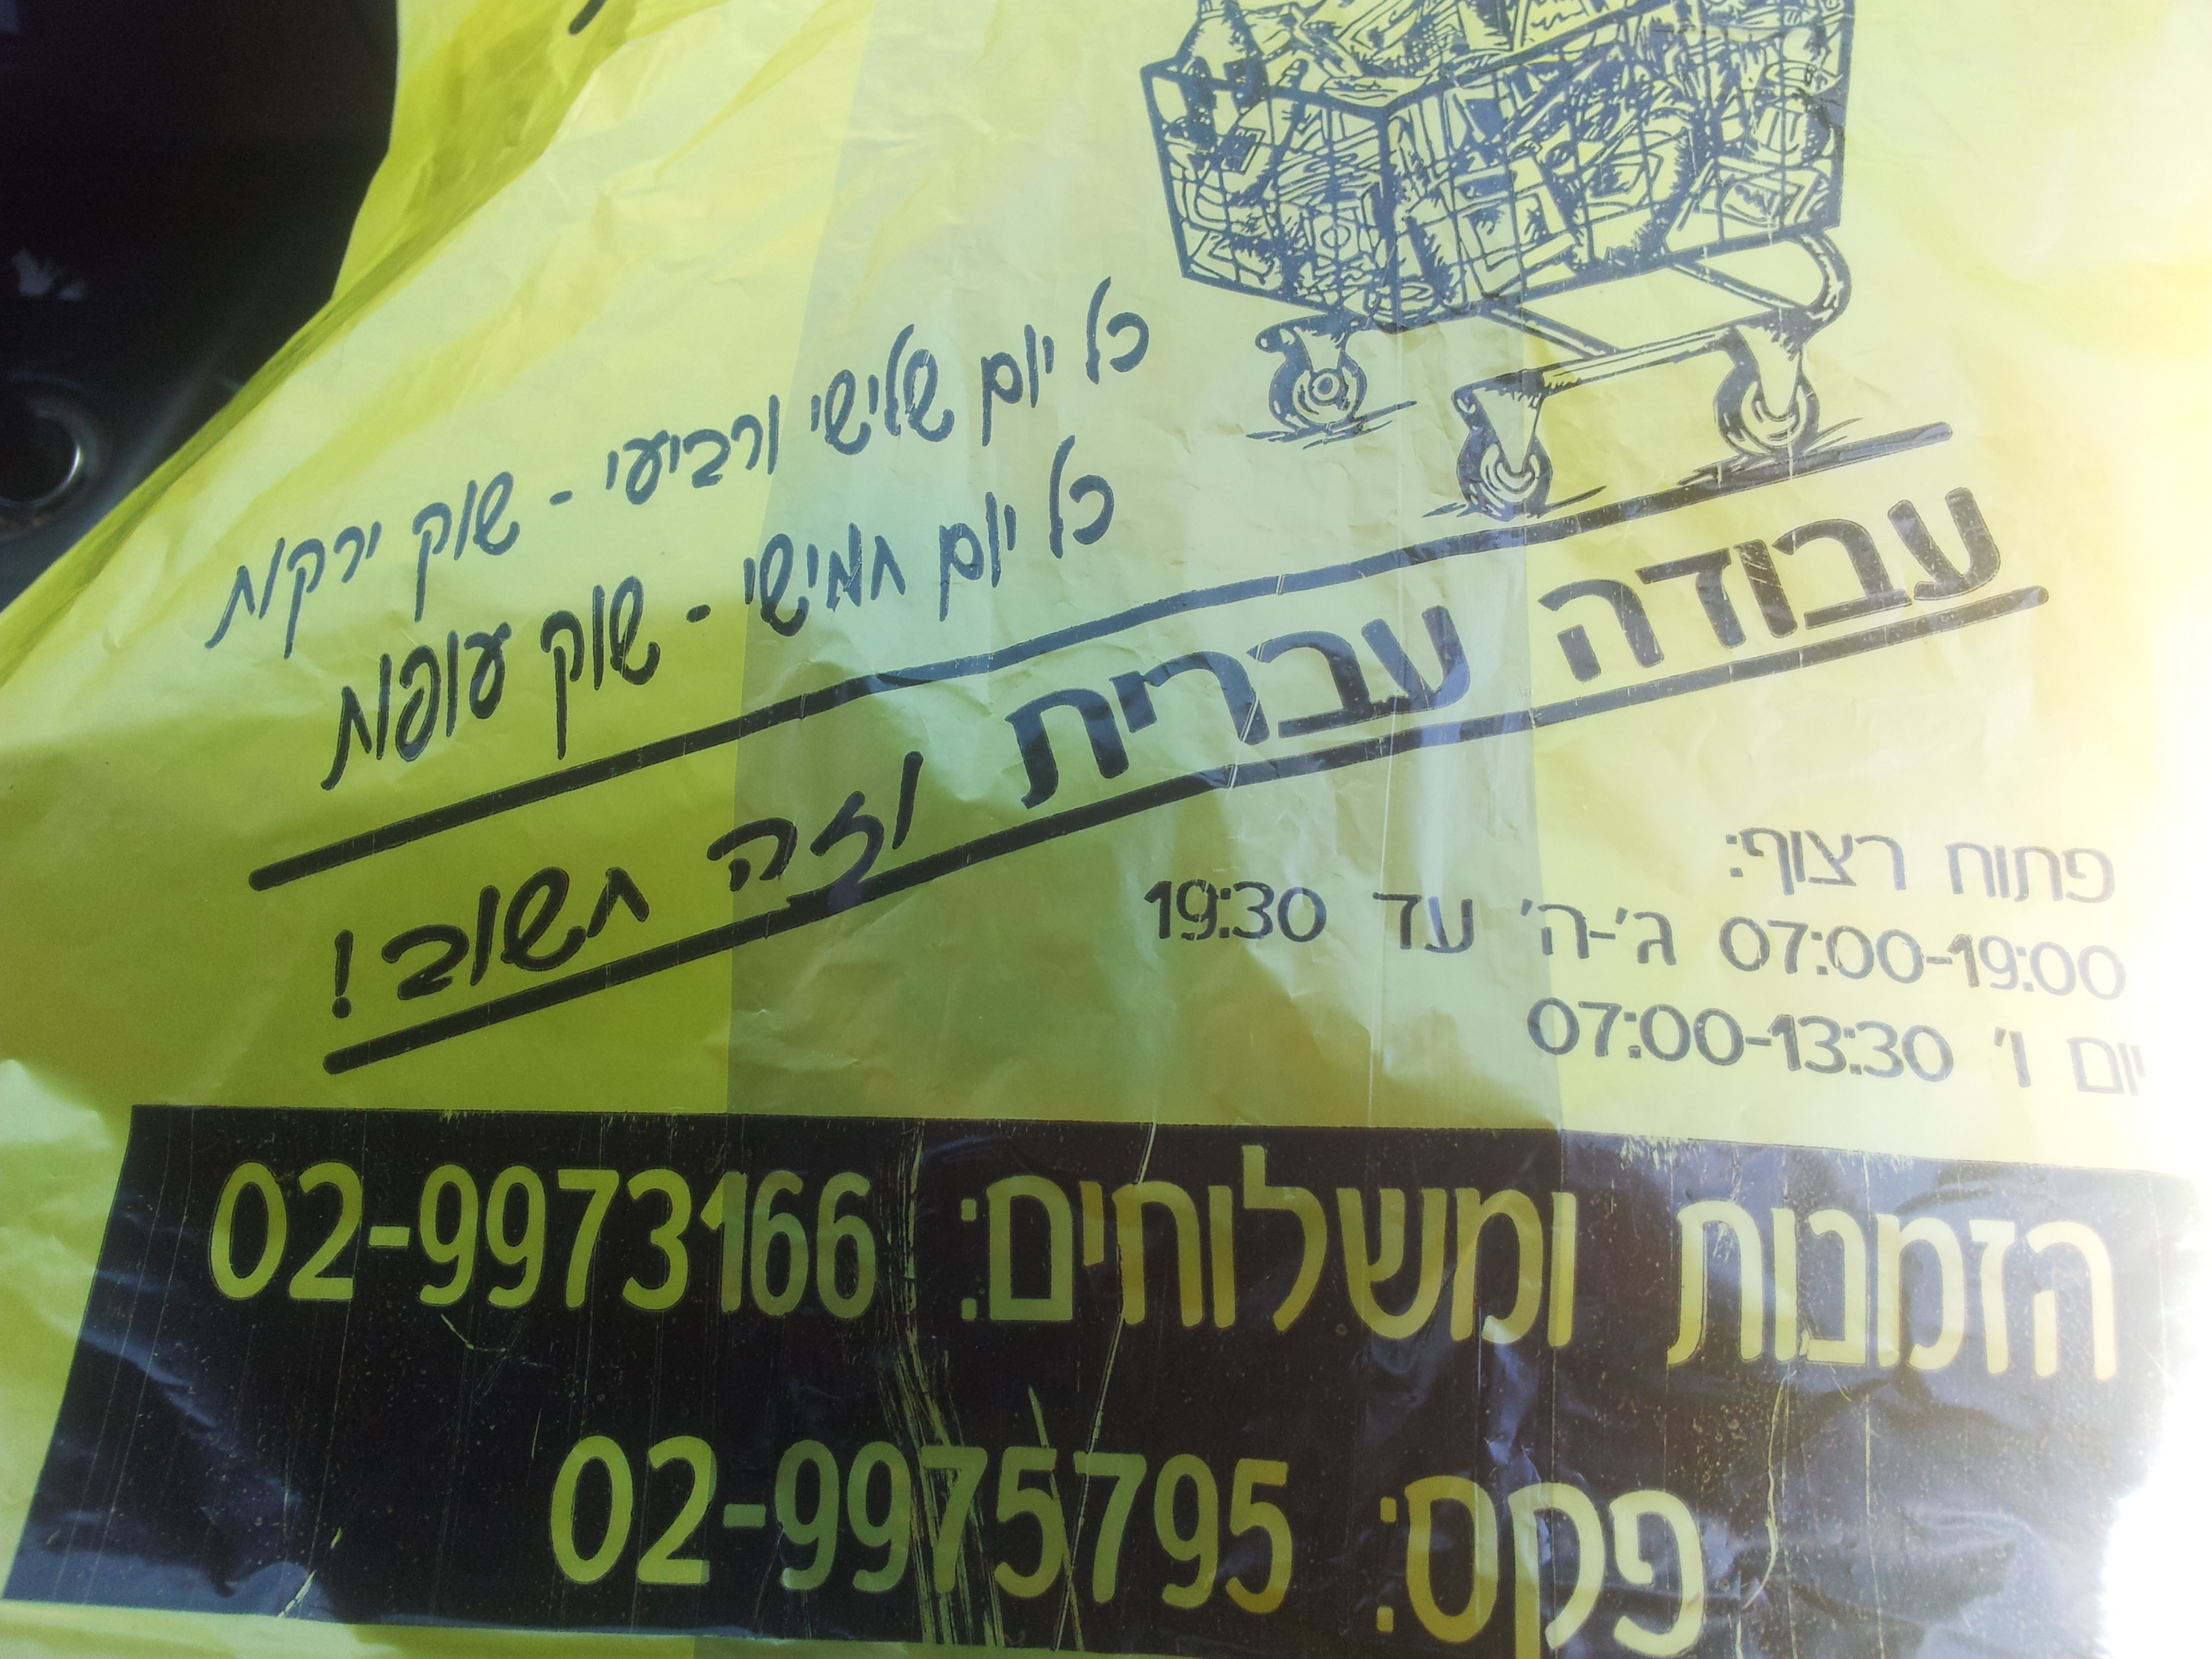 כל יום שלישי ורביעי - שוק ירקות
כל יום חמישי - שוק עופות
עבודה עברית וזה חשוב!
פתוח רצוף:
07:00-19:00 ג'-ה' עד 19:30
יום ו' 07:00-13:30
הזמנות ומשלוחים: 02-9973166
פקס: 02-9975795